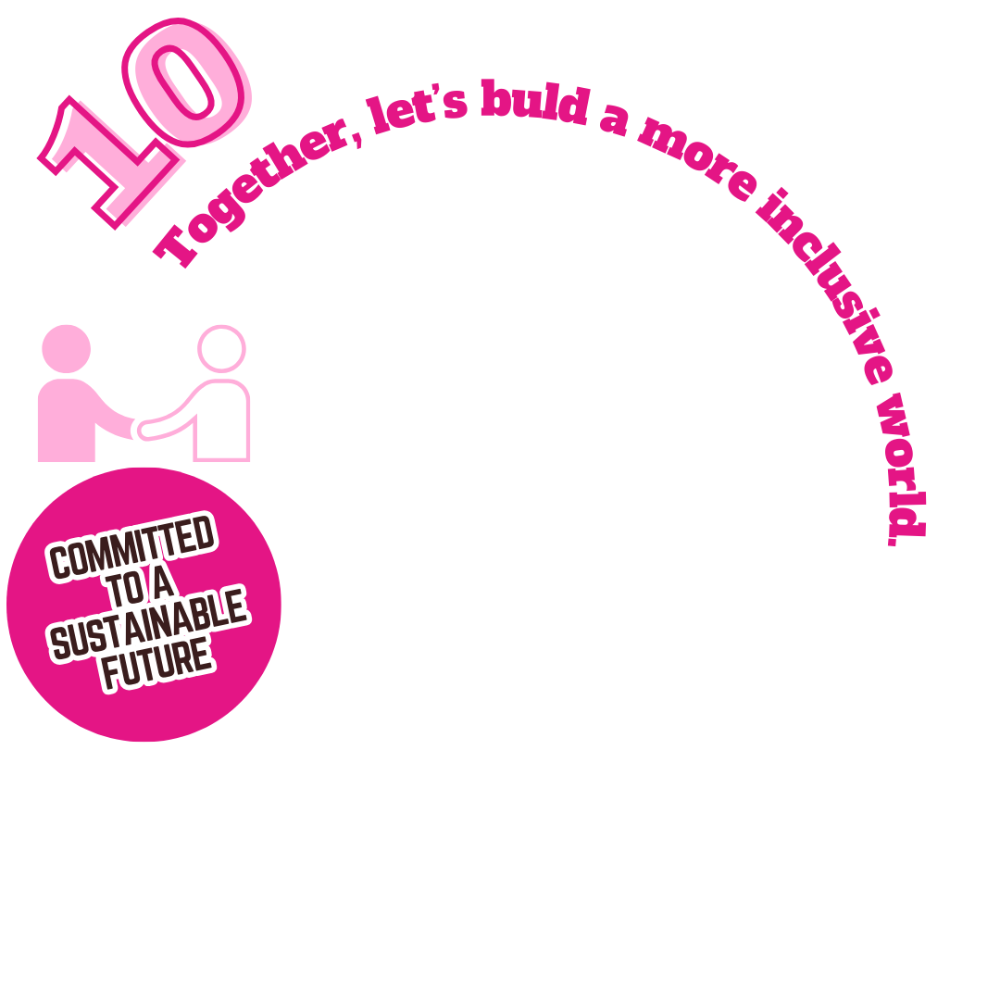 10
Together, let's buld a more inclusive world.
COMMITTED
TO A
SUSTAINABLE
FUTURE